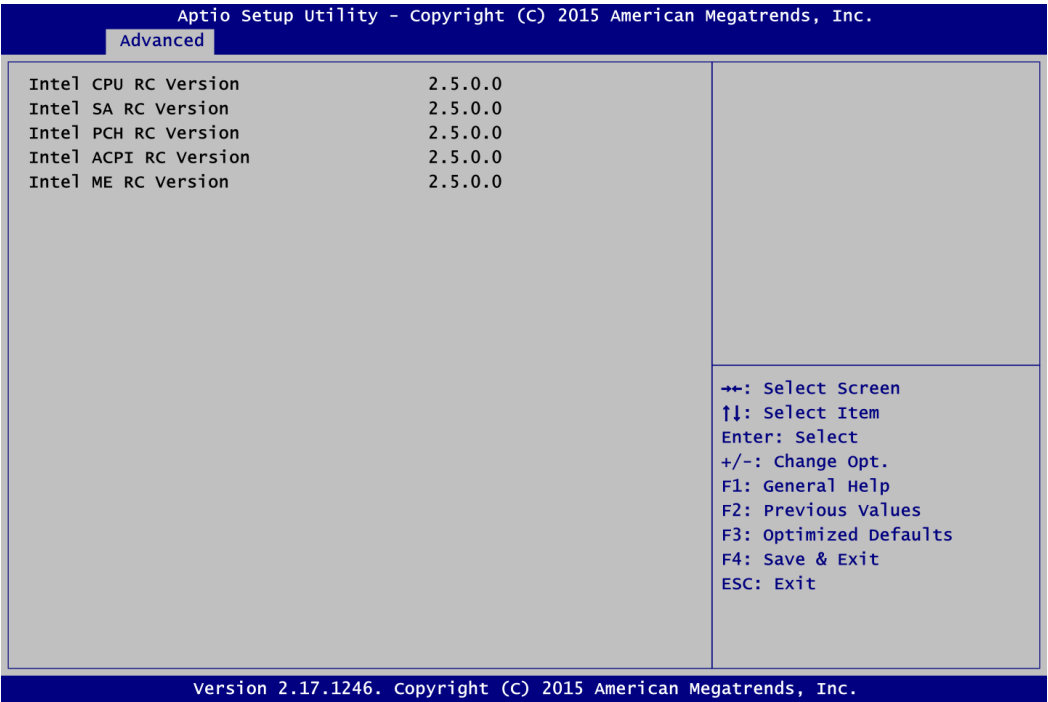 Aptio Setup Utility - Copyright (C) 2015 American Megatrends, Inc.
Advanced
Intel CPU RC Version 2.5.0.0
Intel SA RC Version 2.5.0.0
Intel PCH RC Version 2.5.0.0
Intel ACPI RC Version 2.5.0.0
Intel ME RC Version 2.5.0.0
→←: Select Screen
↑↓: Select Item
Enter: Select
+/-: Change Opt.
F1: General Help
F2: Previous Values
F3: Optimized Defaults
F4: Save & Exit
ESC: Exit
Version 2.17.1246. Copyright (C) 2015 American Megatrends, Inc.